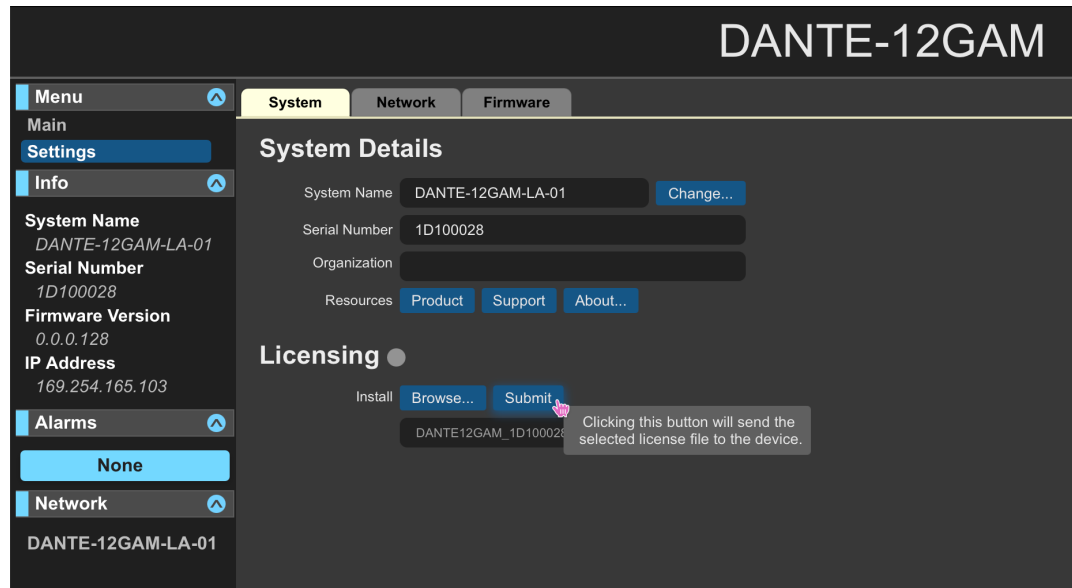 DANTE-12GAM
Menu
Main
Settings
Info
System Name
DANTE-12GAM-LA-01
Serial Number
1D100028
Firmware Version
0.0.0.128
IP Address
169.254.165.103
Alarms
None
Network
DANTE-12GAM-LA-01
System Network Firmware
System Details
System Name DANTE-12GAM-LA-01 Change...
Serial Number 1D100028
Organization
Resources Product Support About...
Licensing
Install Browse... Submit
DANTE12GAM_1D100028
Clicking this button will send the
selected license file to the device.